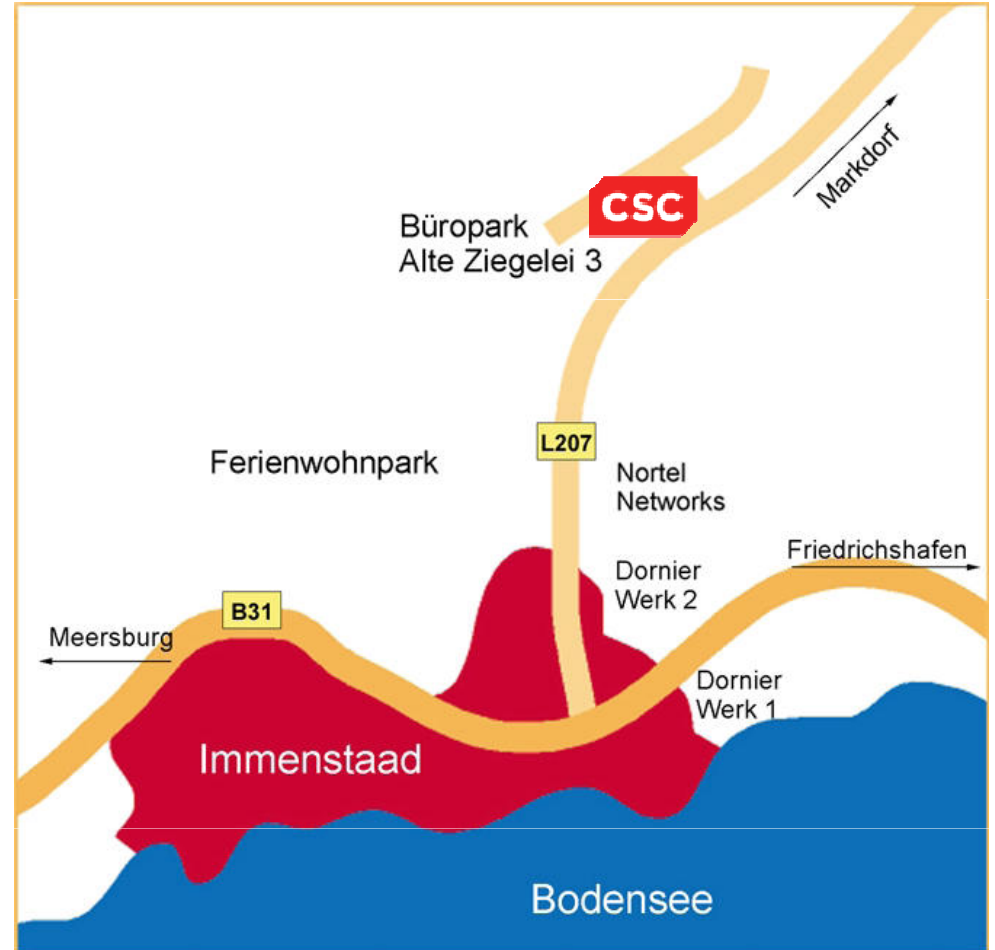 Markdorf
CSC
Büropark
Alte Ziegelei 3
L207
Ferienwohnpark
Nortel
Networks
Friedrichshafen
Dornier
Werk 2
B31
Meersburg
Dornier
Werk 1
Immenstaad
Bodensee